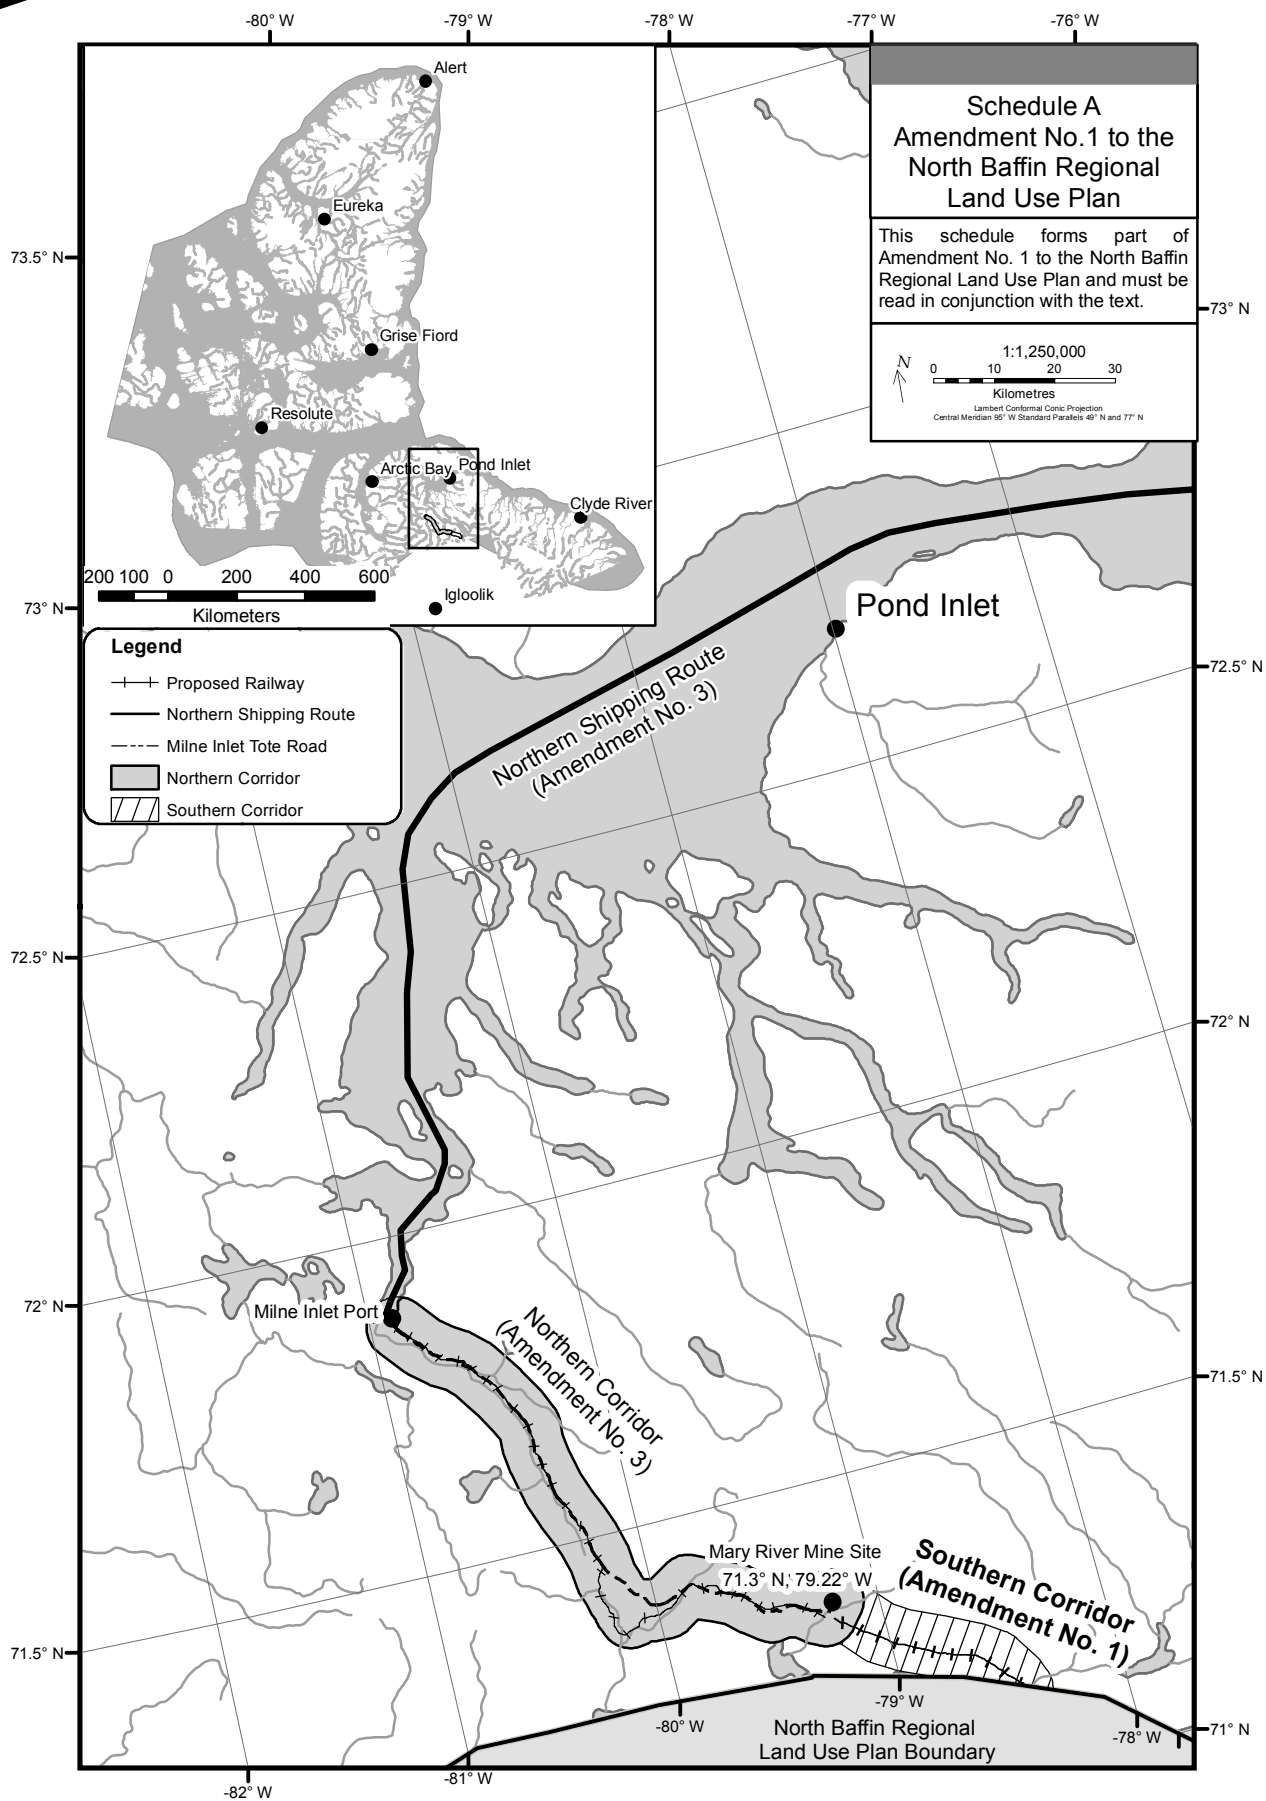 -80° W
-79° W
-78° W
-77° W
-76° W
Schedule A
Amendment No.1 to the
North Baffin Regional
Land Use Plan
This schedule forms part of
Amendment No. 1 to the North Baffin
Regional Land Use Plan and must be
read in conjunction with the text.
N
1:1,250,000
0 10 20 30
Kilometres
Lambert Conformal Conic Projection
Central Meridian 95° W Standard Parallels 49° N and 77° N
Alert
Eureka
Grise Fiord
Resolute
Arctic Bay
Pond Inlet
Clyde River
Igloolik
200 100 0 200 400 600
Kilometers
Legend
Proposed Railway
Northern Shipping Route
Milne Inlet Tote Road
Northern Corridor
Southern Corridor
73.5° N
73° N
72.5° N
72° N
71.5° N
73° N
72.5° N
72° N
71.5° N
71° N
Pond Inlet
Northern Shipping Route
(Amendment No. 3)
Milne Inlet Port
Northern Corridor
(Amendment No. 3)
Mary River Mine Site
71.3° N, 79.22° W
Southern Corridor
(Amendment No. 1)
North Baffin Regional
Land Use Plan Boundary
-82° W
-81° W
-80° W
-79° W
-78° W